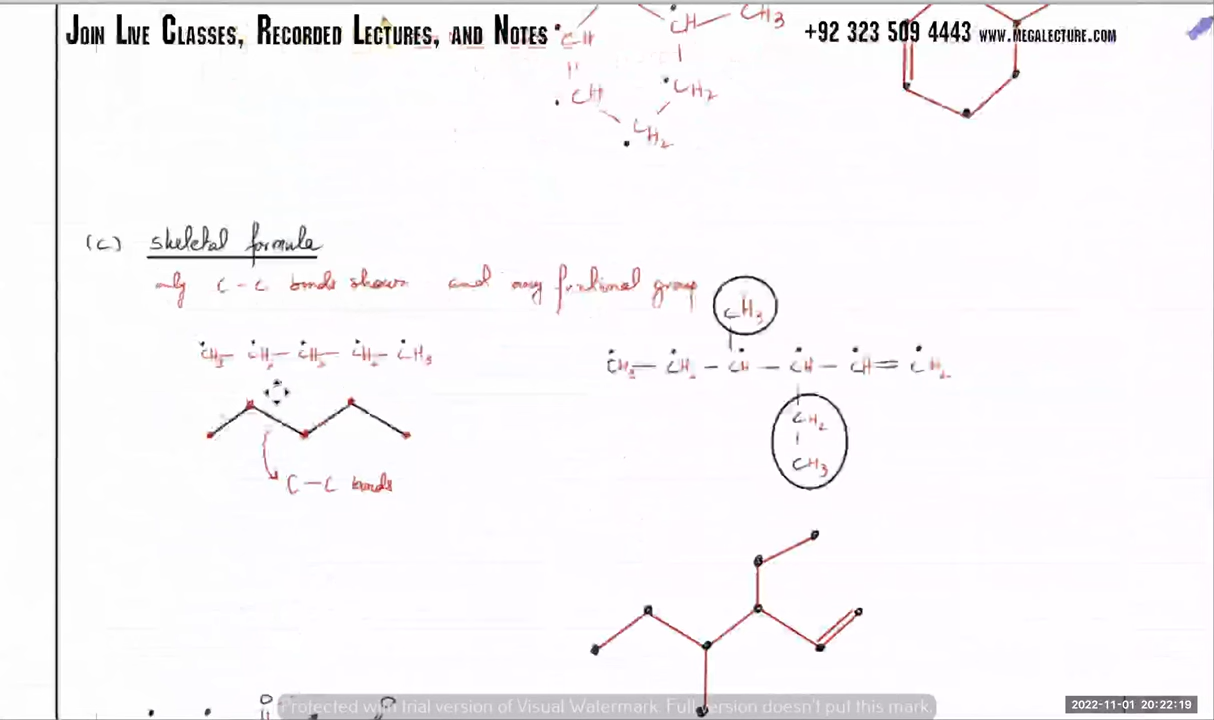 JOIN LIVE CLASSES, RECORDED LECTURES, AND NOTES
+92 323 509 4443 www.megalecture.com
CH
CH
CH3
CH
CH2
CH2
(c) skeletal formula
only C-C bonds shown and any functional group
CH3
CH3 - CH2 - CH2 - CH2 - CH3
CH3 - CH2 - CH - CH - CH = CH2
CH2
CH3
C-C bonds
Protected with trial version of Visual Watermark. Full version doesn't put this mark.
2022-11-01 20:22:19